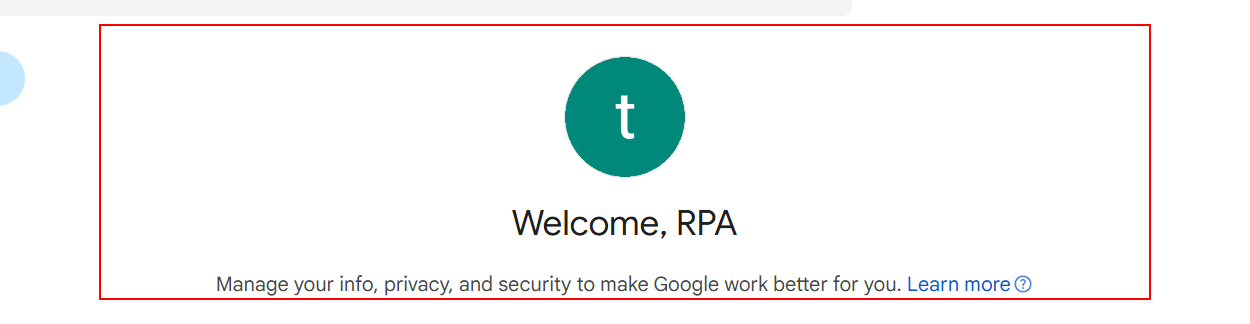 t
Welcome, RPA
Manage your info, privacy, and security to make Google work better for you. Learn more ?